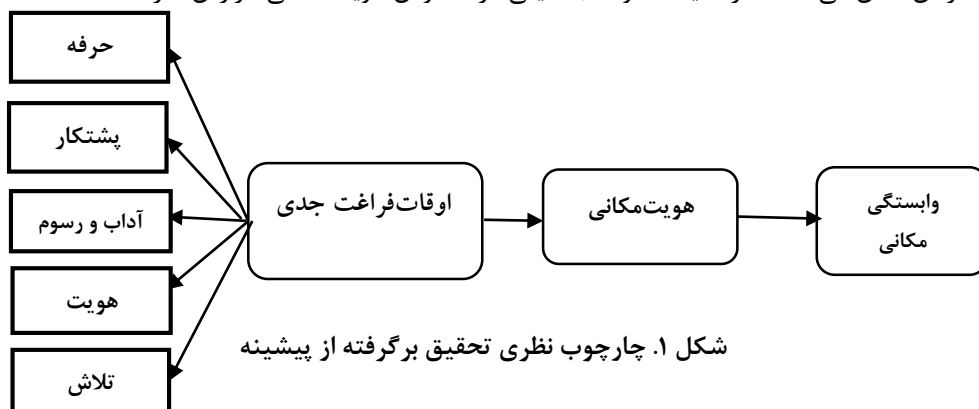 حرفه
پشتکار
آداب و رسوم
هویت
تلاش
اوقات‌فراغت جدی
هویت‌مکانی
وابستگی
مکانی
شکل ۱. چارچوب نظری تحقیق برگرفته از پیشینه